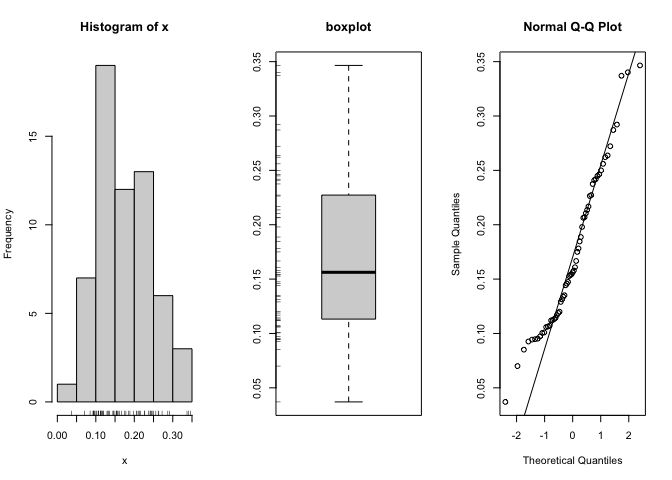 Histogram of x
Frequency
15
10
5
0
0.00 0.10 0.20 0.30
x
boxplot
0.35
0.30
0.25
0.20
0.15
0.10
0.05
Normal Q-Q Plot
Sample Quantiles
0.35
0.30
0.25
0.20
0.15
0.10
0.05
-2 -1 0 1 2
Theoretical Quantiles